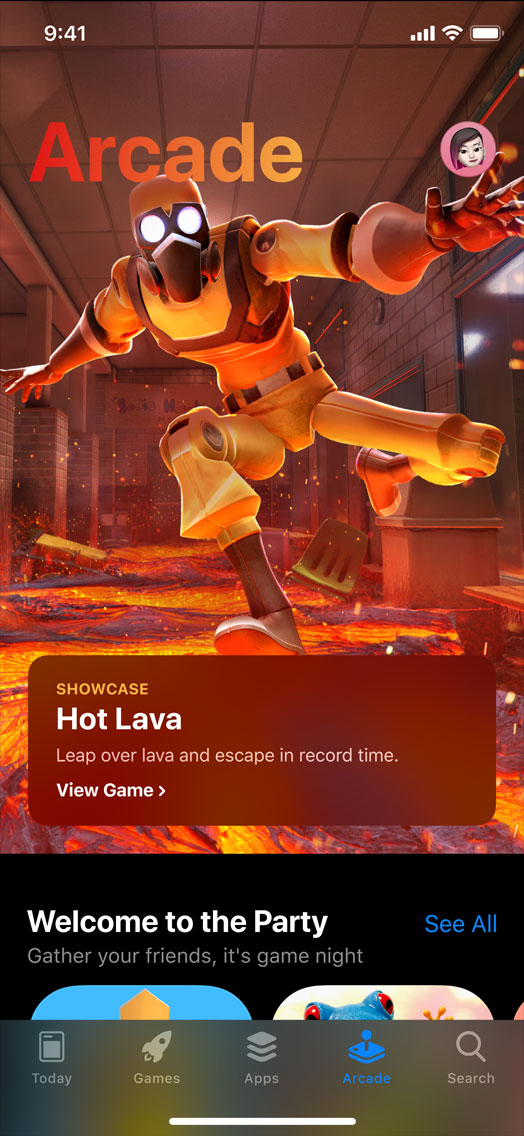 9:41
Arcade
SHOWCASE
Hot Lava
Leap over lava and escape in record time.
View Game >
Welcome to the Party
See All
Gather your friends, it's game night
Today
Games
Apps
Arcade
Search